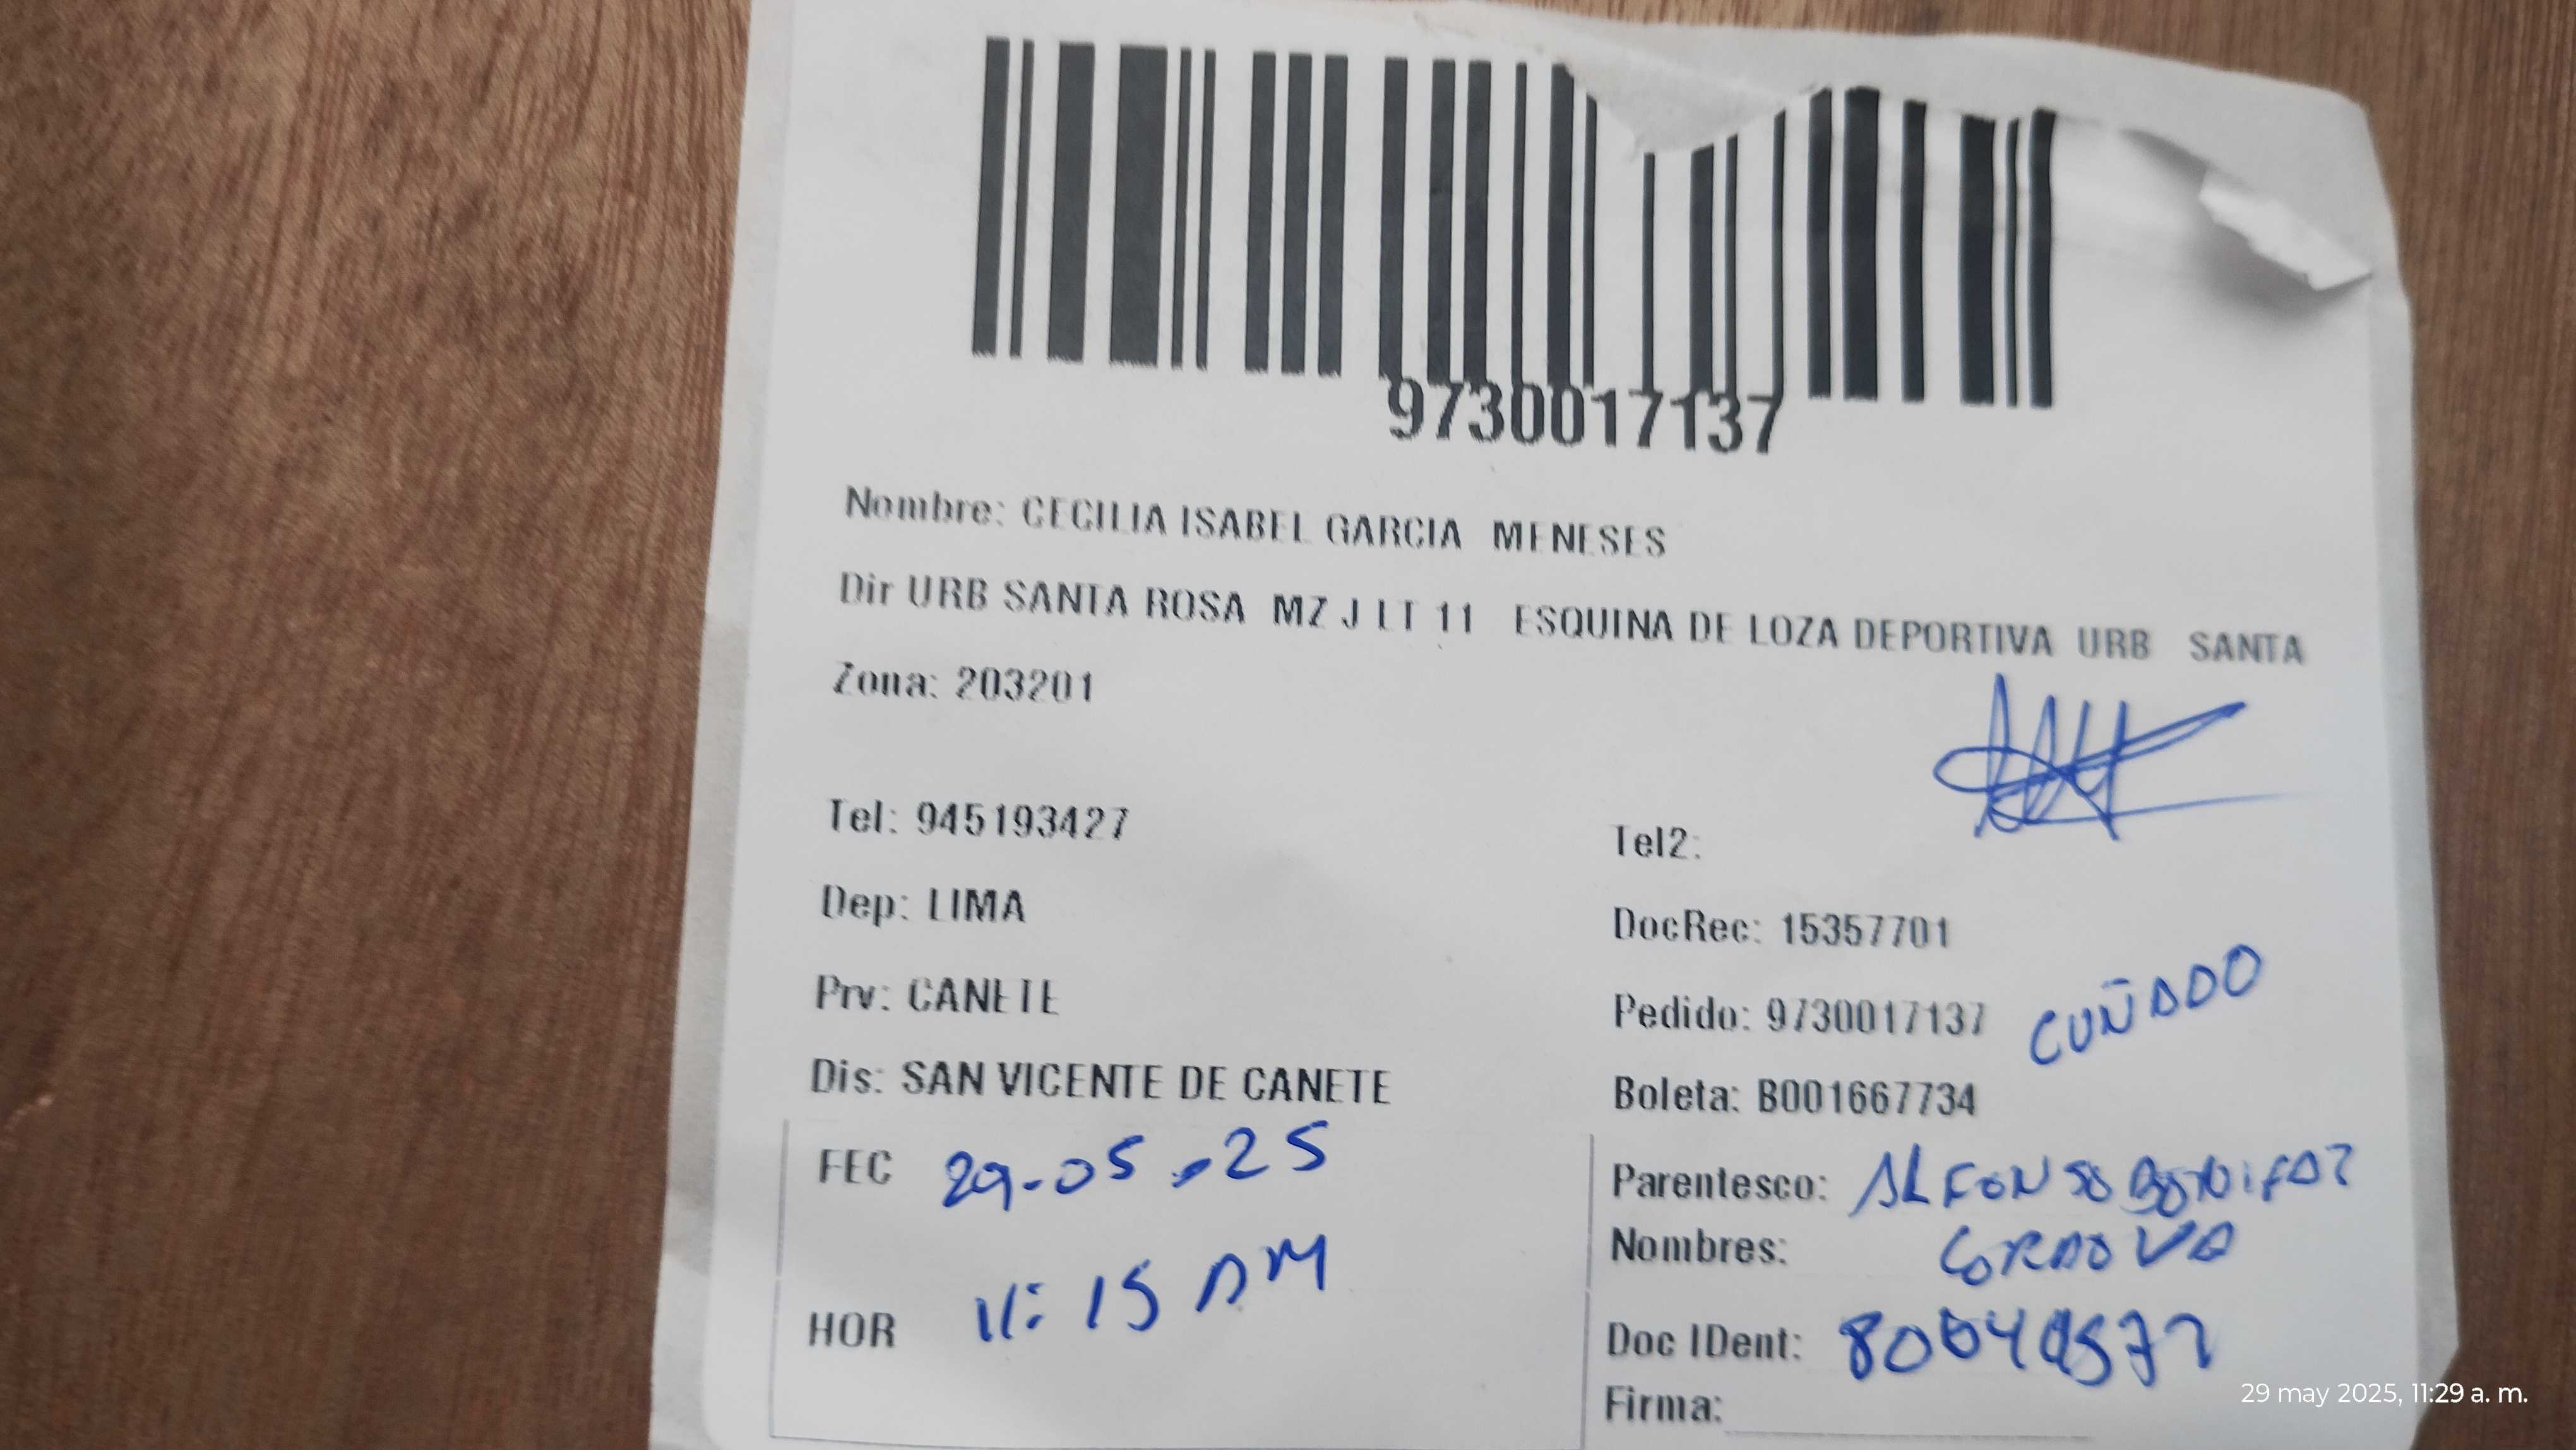 9730017137
Nombre: CECILIA ISABEL GARCIA MENESES
Dir URB SANTA ROSA MZ J LT 11 ESQUINA DE LOZA DEPORTIVA URB SANTA
Zona: 203201
Tel: 945193427
Tel2:
Dep: LIMA
DocRec: 15357701
Prv: CANETE
Pedido: 9730017137 CUÑADO
Dis: SAN VICENTE DE CANETE
Boleta: B001667734
FEC 29-05-25
Parentesco: ALFONSO BONIFAZ
Nombres: CORDOVA
HOR 11:15 AM
Doc IDent:
Firma:
29 may 2025, 11:29 a. m.